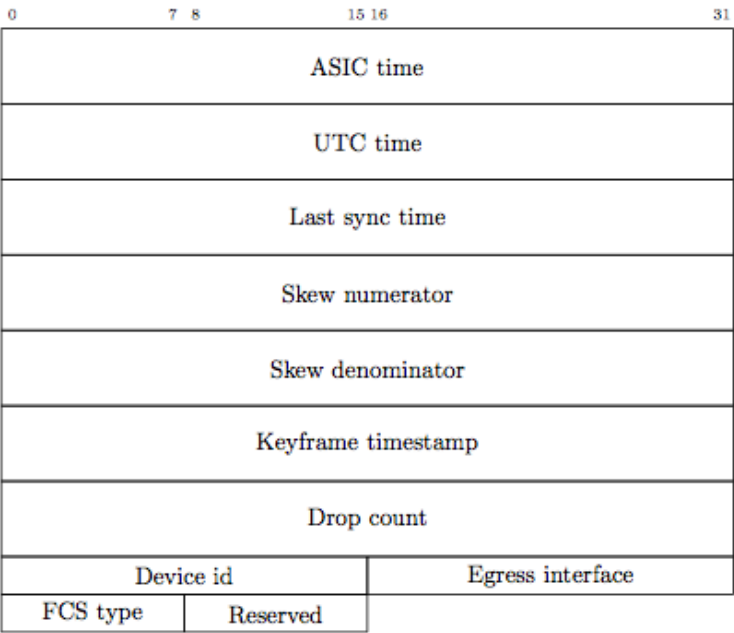 0 7 8 15 16 31
ASIC time
UTC time
Last sync time
Skew numerator
Skew denominator
Keyframe timestamp
Drop count
Device id Egress interface
FCS type Reserved